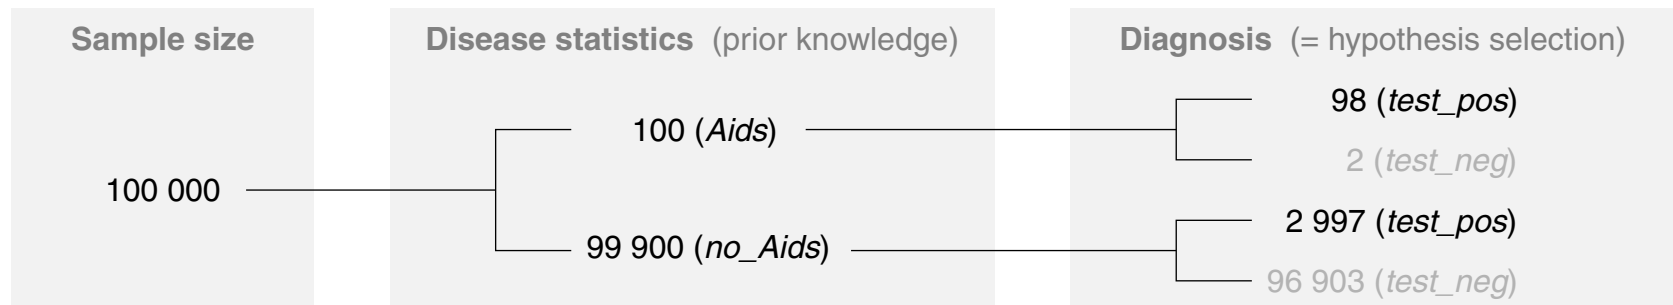 Sample size
Disease statistics (prior knowledge)
Diagnosis (= hypothesis selection)
98 (test_pos)
100 (Aids)
2 (test_neg)
100 000
2 997 (test_pos)
99 900 (no_Aids)
96 903 (test_neg)